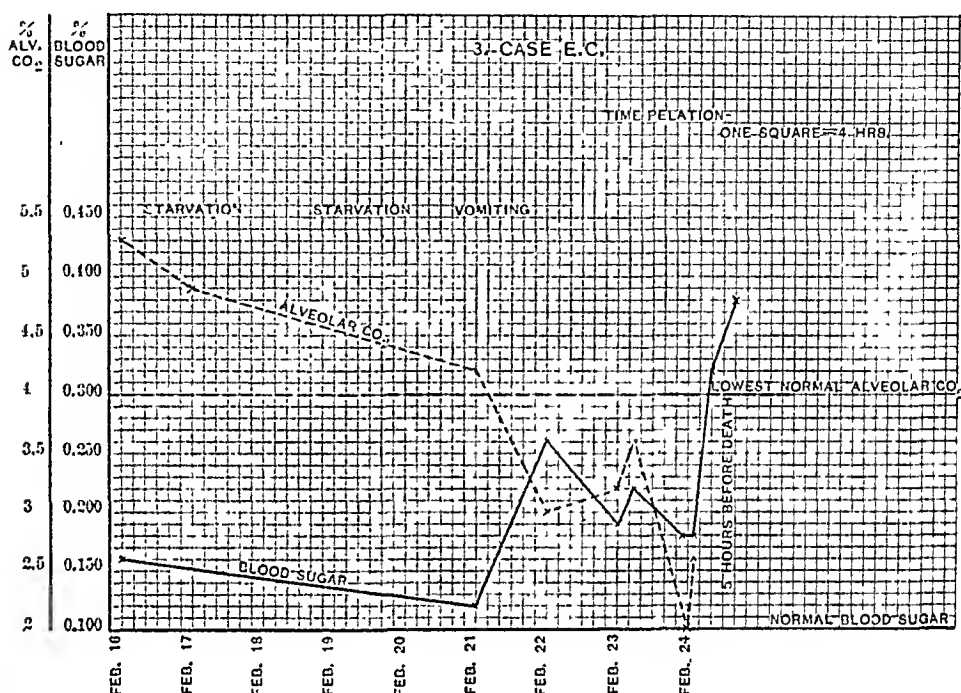 % ALV. CO₂
% BLOOD SUGAR
3. CASE E.C.
TIME PELATION-
ONE SQUARE=4 HRS.
5.5
0.450
STARVATION
STARVATION
VOMITING
5
0.100
4.5
0.350
ALVEOLAR CO.
4
0.300
LOWEST NORMAL ALVEOLAR CO₂
3.5
0.250
3
0.200
2.5
0.150
BLOOD SUGAR
5 HOURS BEFORE DEATH
2
0.100
NORMAL BLOOD SUGAR
FEB. 16
FEB. 17
FEB. 18
FEB. 19
FEB. 20
FEB. 21
FEB. 22
FEB. 23
FEB. 24